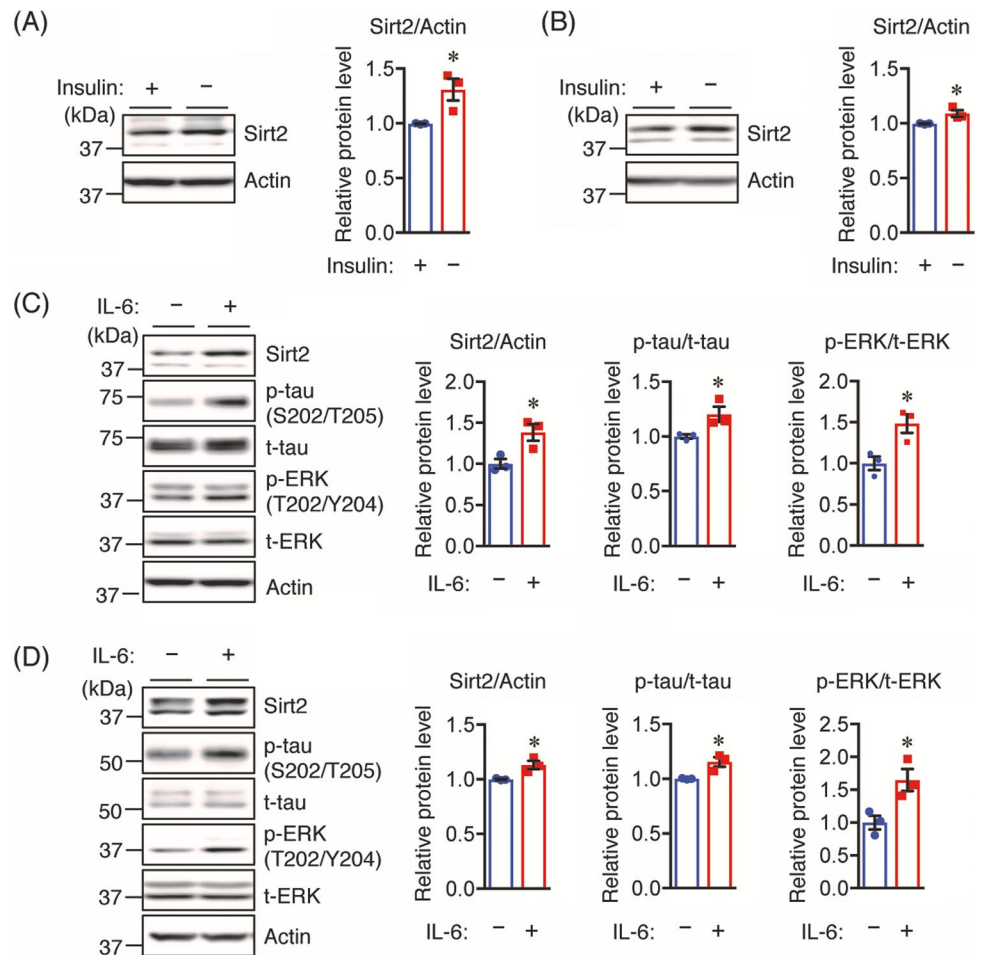 (A)
Insulin: + −
(kDa)
37
Sirt2
37
Actin
Sirt2/Actin
Relative protein level
1.5
1.0
0.5
0.0
*
Insulin: + −
(B)
Insulin: + −
(kDa)
37
Sirt2
37
Actin
Sirt2/Actin
Relative protein level
1.5
1.0
0.5
0.0
*
Insulin: + −
(C)
IL-6: − +
(kDa)
37
Sirt2
75
p-tau
(S202/T205)
75
t-tau
37
p-ERK
(T202/Y204)
37
t-ERK
37
Actin
Sirt2/Actin
Relative protein level
2.0
1.5
1.0
0.5
0.0
*
IL-6: − +
p-tau/t-tau
Relative protein level
1.5
1.0
0.5
0.0
*
IL-6: − +
p-ERK/t-ERK
Relative protein level
2.0
1.5
1.0
0.5
0.0
*
IL-6: − +
(D)
IL-6: − +
(kDa)
37
Sirt2
50
p-tau
(S202/T205)
50
t-tau
37
p-ERK
(T202/Y204)
37
t-ERK
37
Actin
Sirt2/Actin
Relative protein level
1.5
1.0
0.5
0.0
*
IL-6: − +
p-tau/t-tau
Relative protein level
1.5
1.0
0.5
0.0
*
IL-6: − +
p-ERK/t-ERK
Relative protein level
2.5
2.0
1.5
1.0
0.5
0.0
*
IL-6: − +